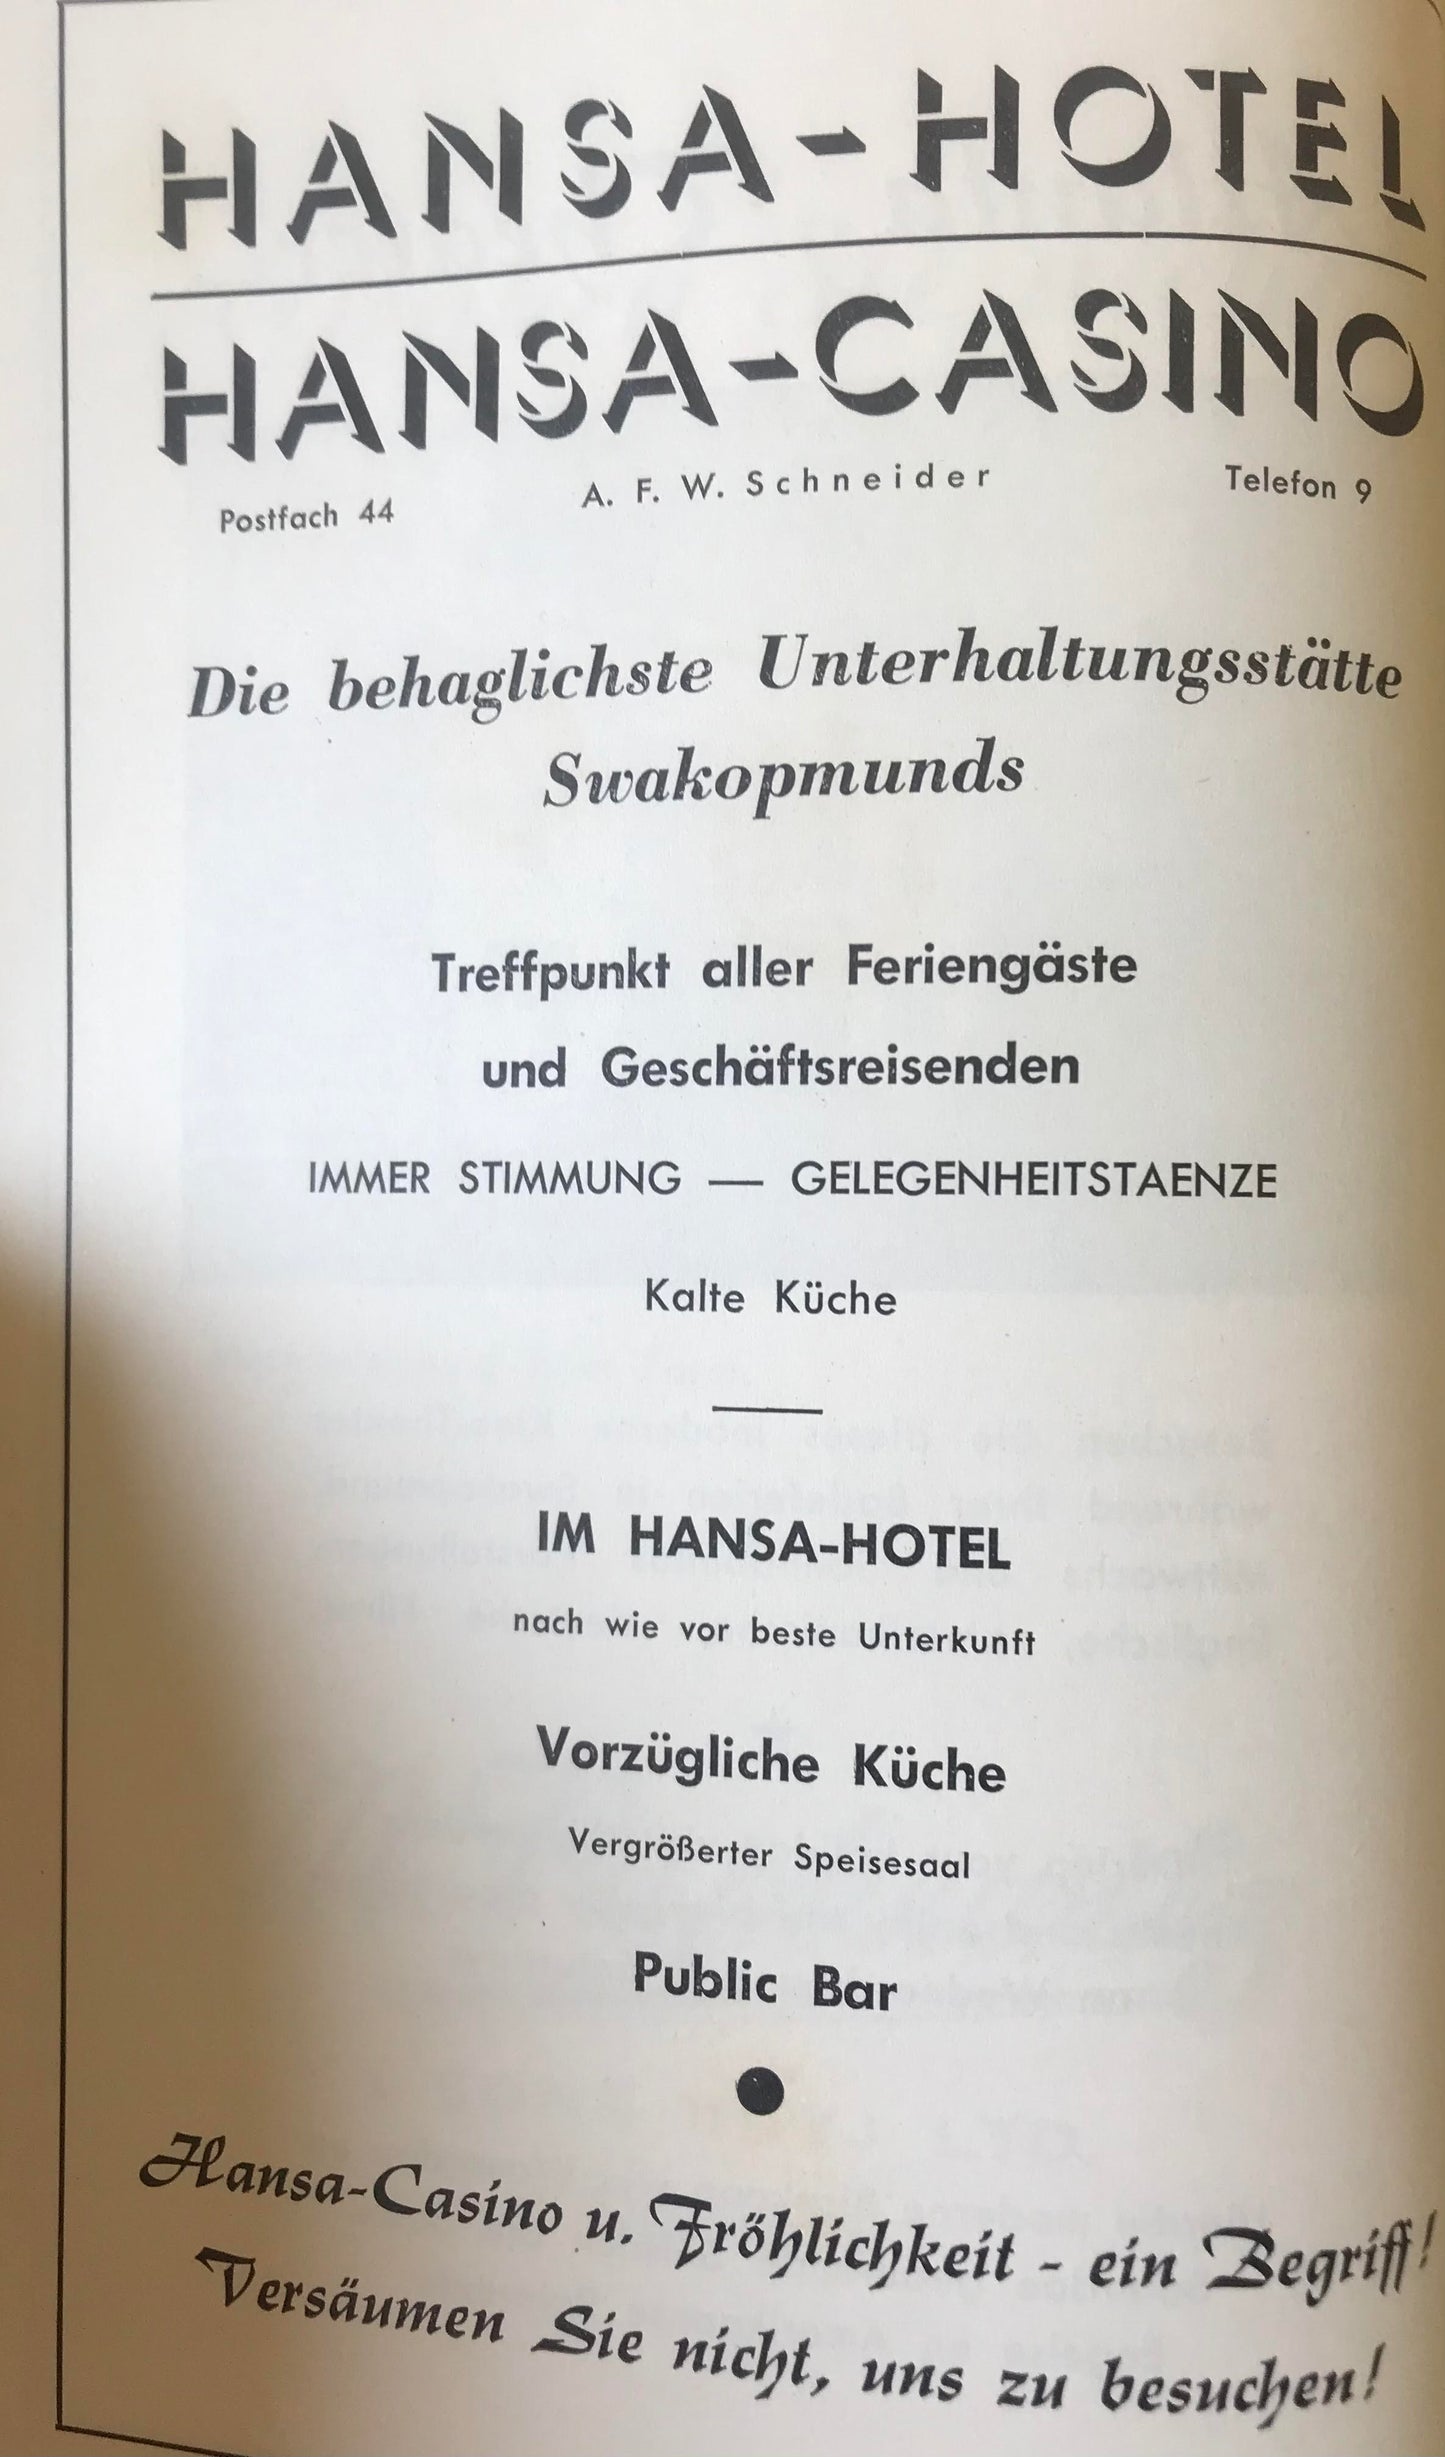 HANSA-HOTEL
HANSA-CASINO
Postfach 44 A. F. W. Schneider Telefon 9
Die behaglichste Unterhaltungsstätte
Swakopmunds
Treffpunkt aller Feriengäste
und Geschäftsreisenden
IMMER STIMMUNG — GELEGENHEITSTAENZE
Kalte Küche
IM HANSA-HOTEL
nach wie vor beste Unterkunft
Vorzügliche Küche
Vergrößerter Speisesaal
Public Bar
Hansa-Casino u. Fröhlichkeit - ein Begriff!
Versäumen Sie nicht, uns zu besuchen!